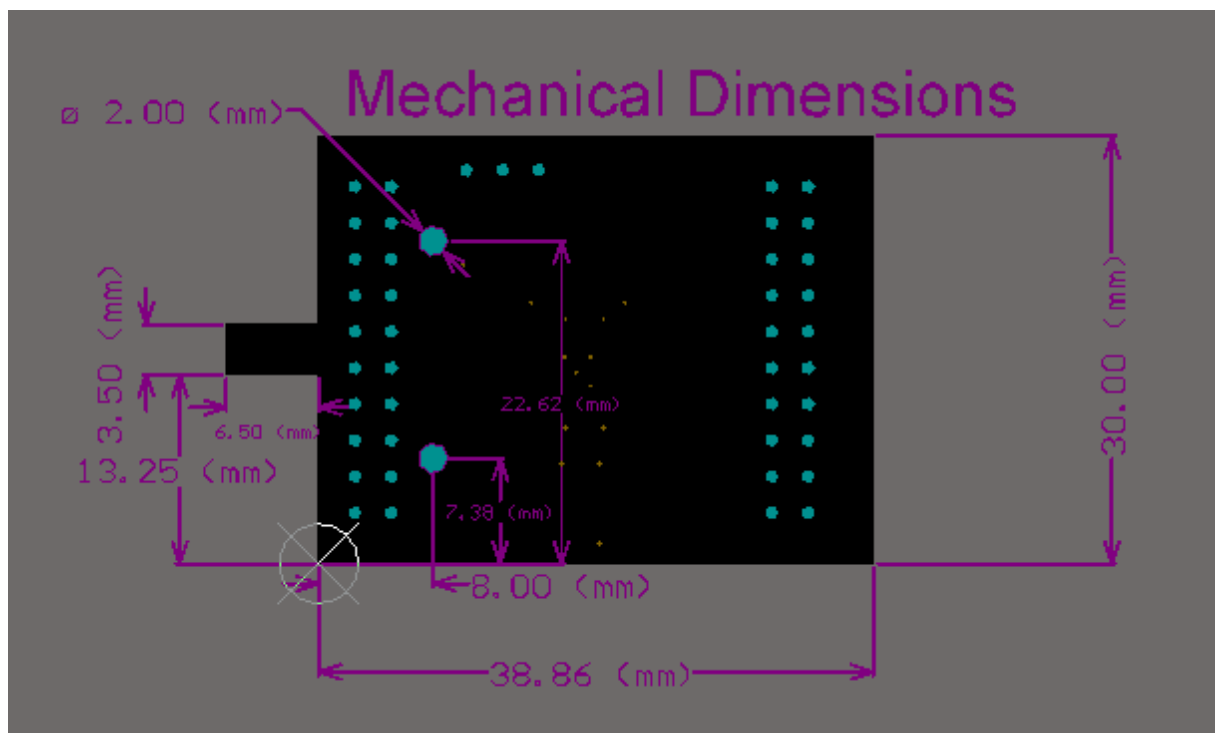 Mechanical Dimensions
ø 2.00 (mm)
3.50 (mm)
30.00 (mm)
22.62 (mm)
6.50 (mm)
13.25 (mm)
7.38 (mm)
8.00 (mm)
38.86 (mm)